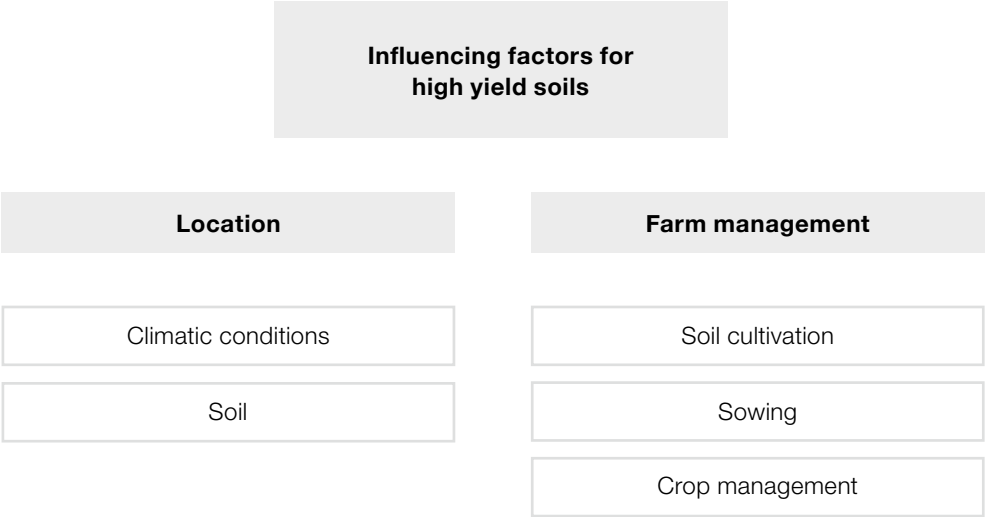 Influencing factors for
high yield soils
Location
Climatic conditions
Soil
Farm management
Soil cultivation
Sowing
Crop management